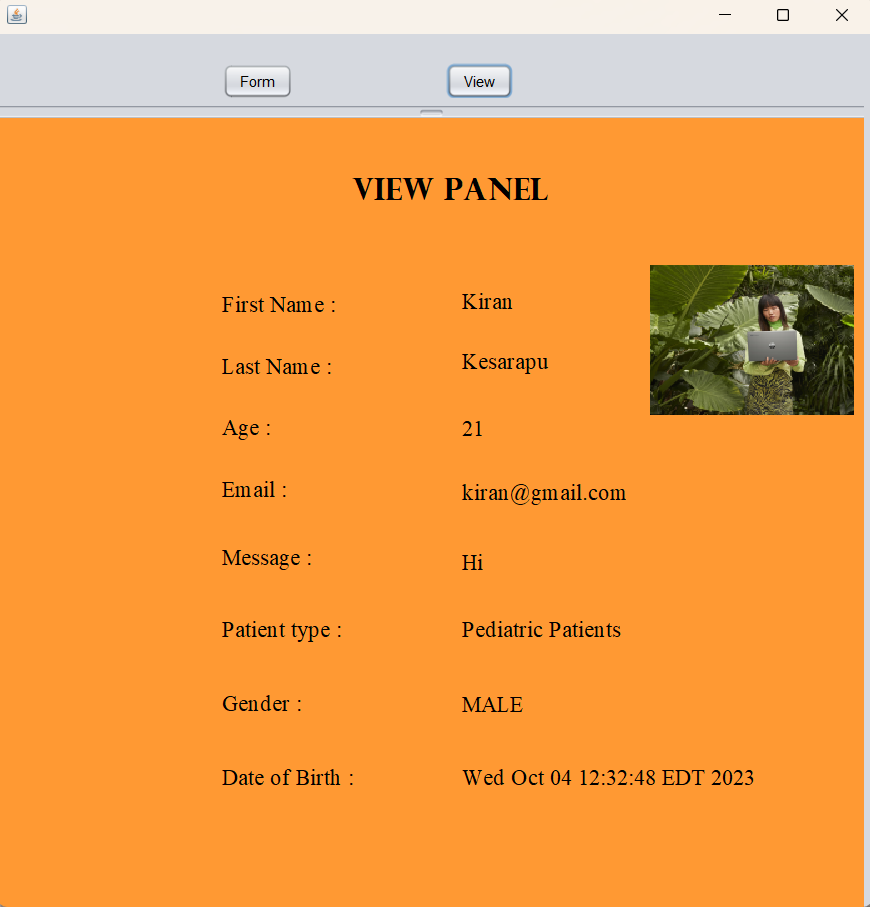 Form View
VIEW PANEL
First Name : Kiran
Last Name : Kesarapu
Age : 21
Email : kiran@gmail.com
Message : Hi
Patient type : Pediatric Patients
Gender : MALE
Date of Birth : Wed Oct 04 12:32:48 EDT 2023